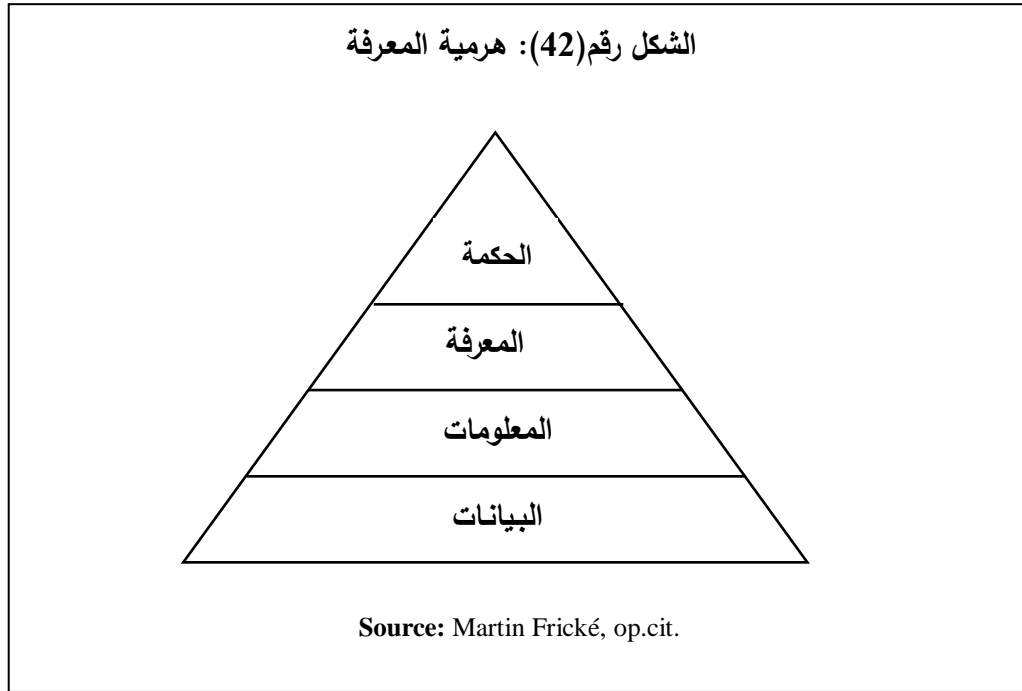 الشكل رقم(42): هرمية المعرفة
الحكمة
المعرفة
المعلومات
البيانات
Source: Martin Frické, op.cit.